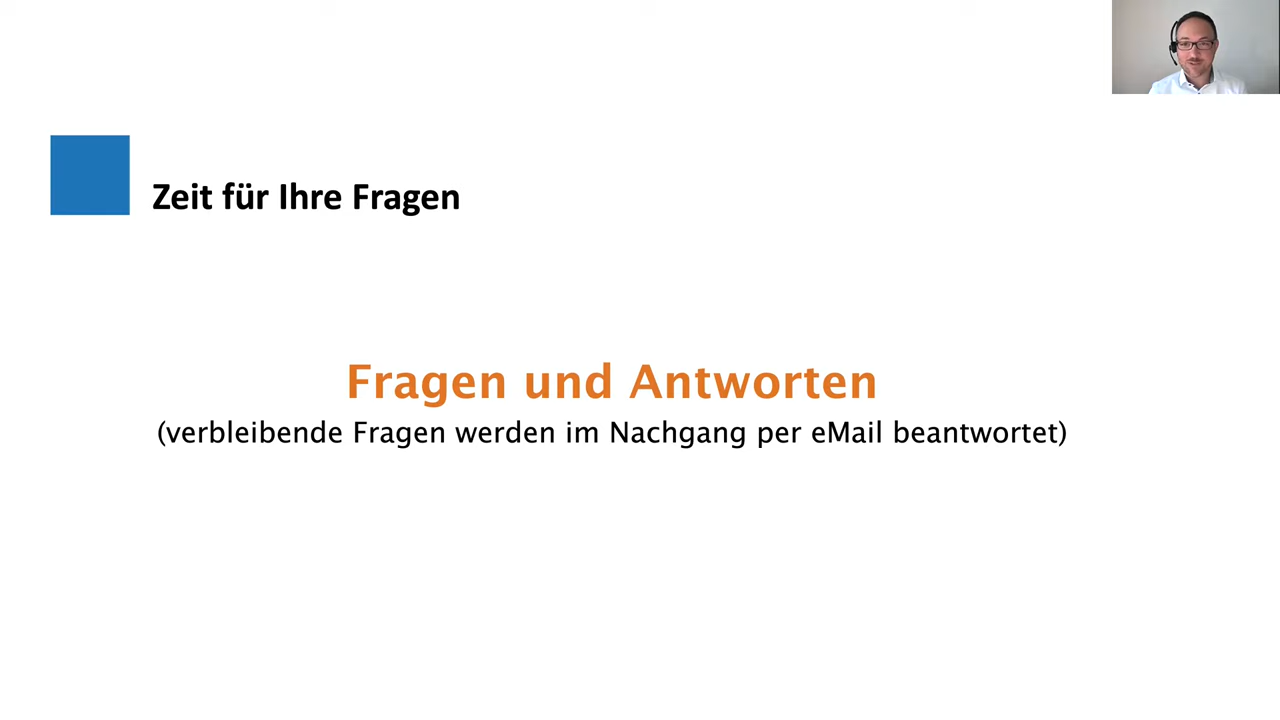 Zeit für Ihre Fragen
Fragen und Antworten
(verbleibende Fragen werden im Nachgang per eMail beantwortet)